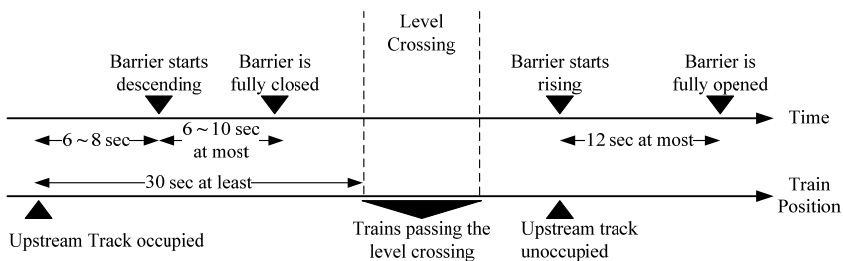 Level
Crossing
Barrier starts
descending
Barrier is
fully closed
Barrier starts
rising
Barrier is
fully opened
Time
6 ~ 8 sec
6 ~ 10 sec
at most
12 sec at most
30 sec at least
Train
Position
Upstream Track occupied
Trains passing the
level crossing
Upstream track
unoccupied